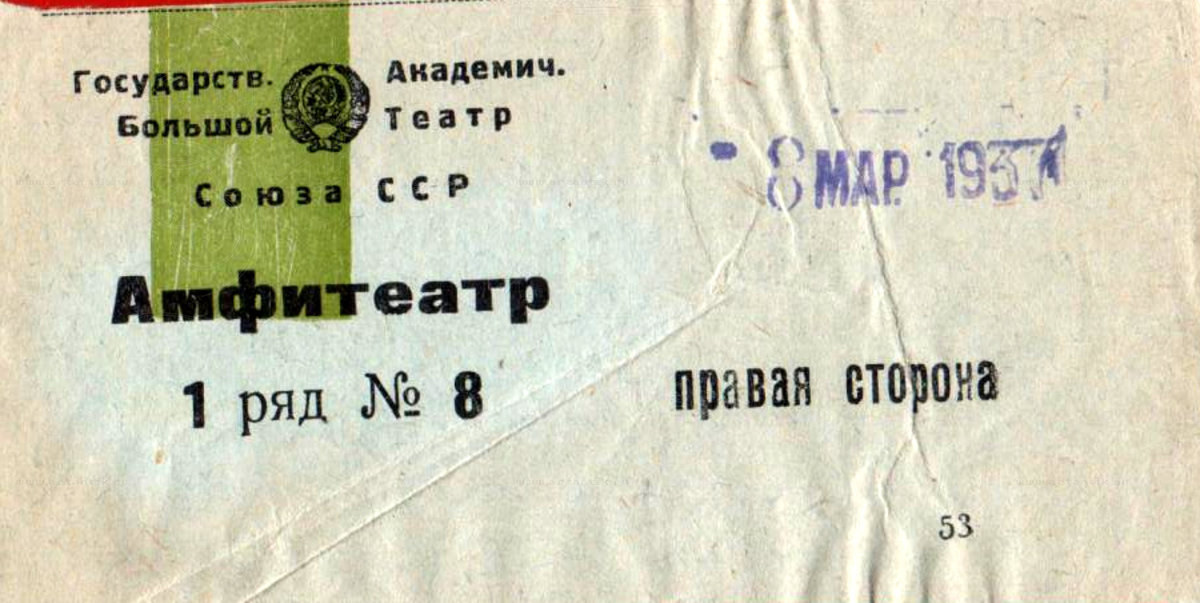 Государств. Академич.
Большой Театр
Союза ССР
- 8 МАР. 1937
Амфитеатр
1 ряд № 8
правая сторона
53